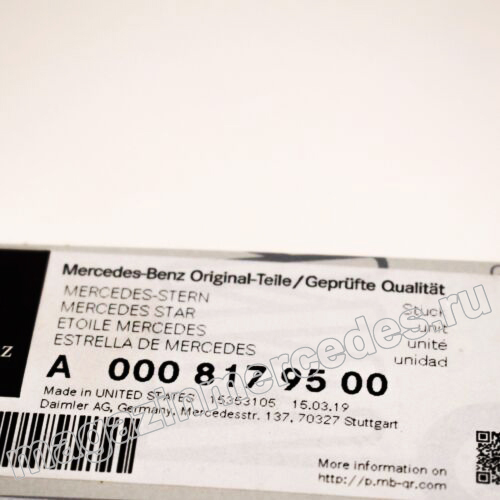 Mercedes-Benz Original-Teile/Geprüfte Qualität
MERCEDES-STERN Stück
MERCEDES STAR unit
ETOILE MERCEDES unité
ESTRELLA DE MERCEDES unidad
z
A 000 817 95 00
Made in UNITED STATES 15353105 15.03.19
Daimler AG, Germany, Mercedesstr. 137, 70327 Stuttgart
More information on
http://p.mb-qr.com/
magazinmercedes.ru